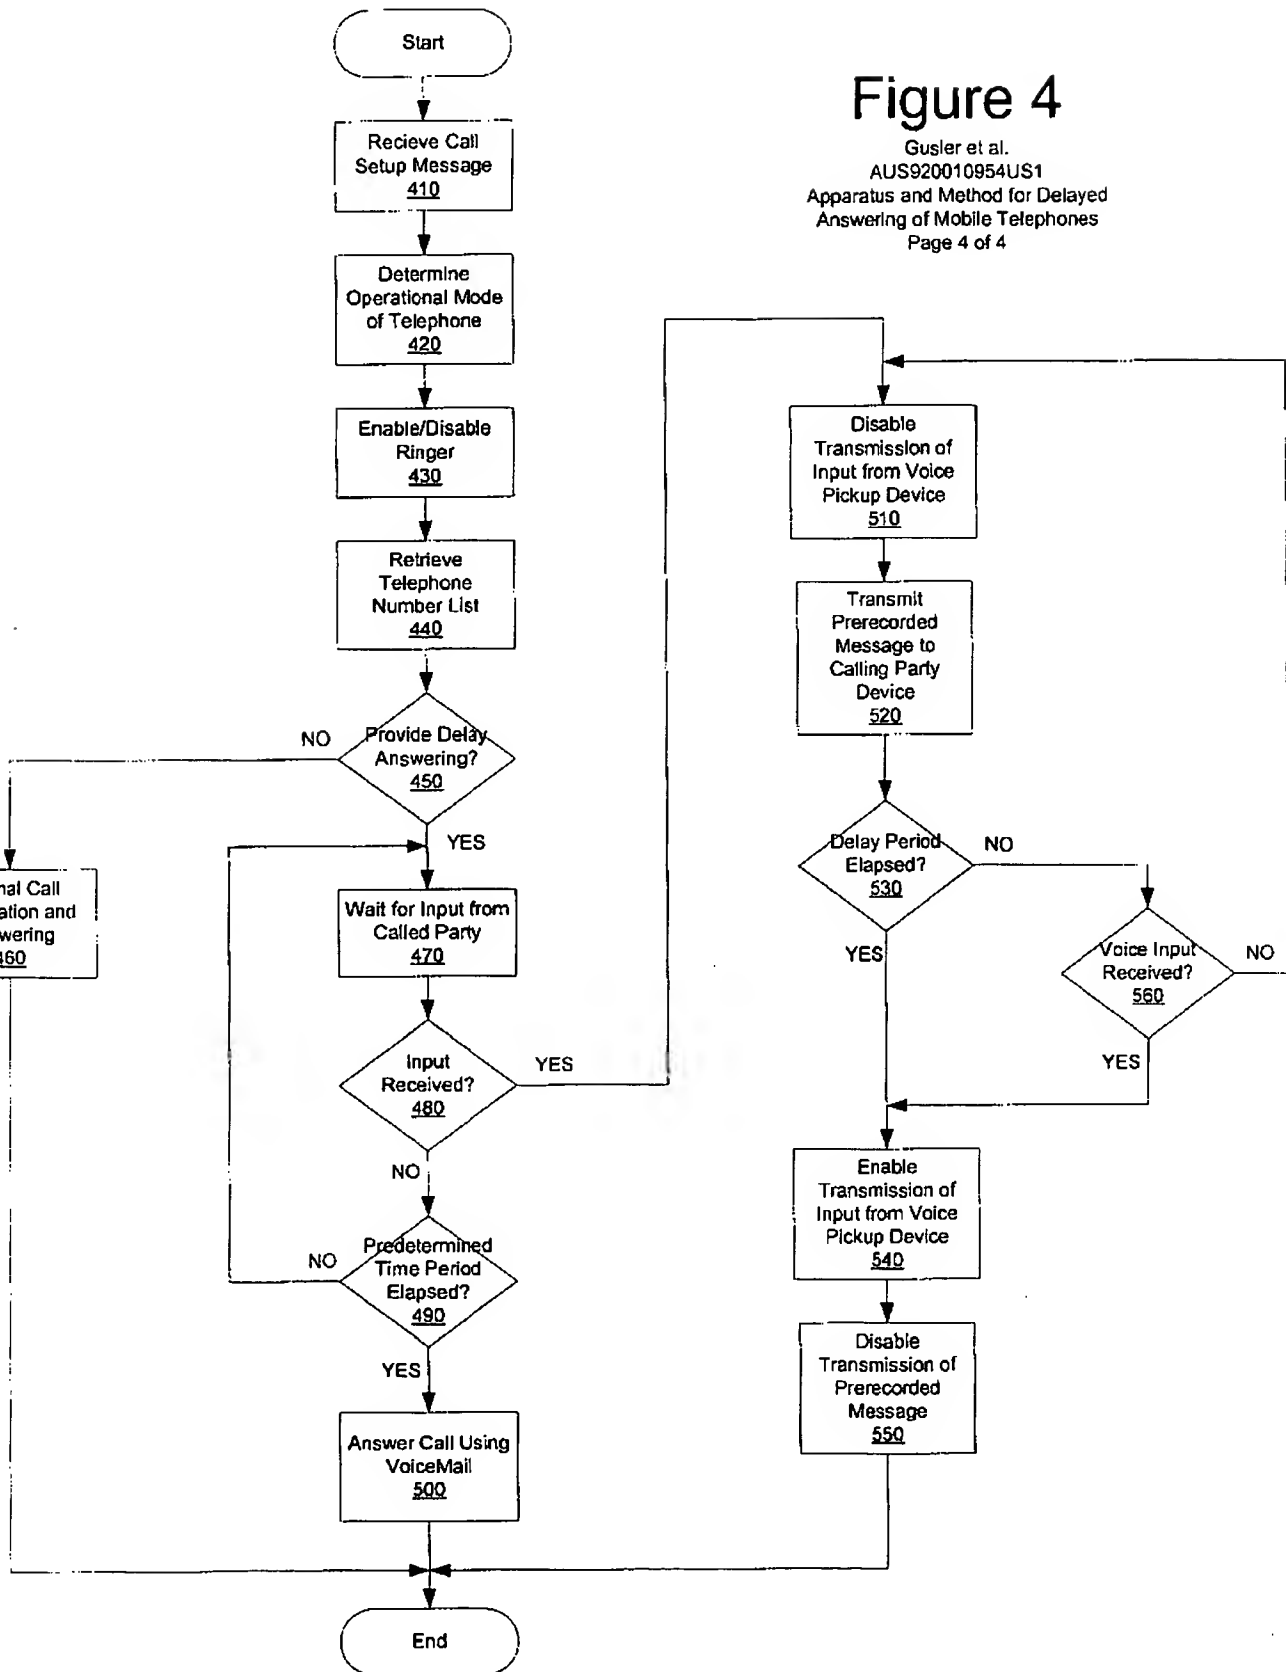 Start
Figure 4
Gusler et al.
AUS920010954US1
Apparatus and Method for Delayed
Answering of Mobile Telephones
Page 4 of 4
Recieve Call
Setup Message
410
Determine
Operational Mode
of Telephone
420
Enable/Disable
Ringer
430
Retrieve
Telephone
Number List
440
Provide Delay
Answering?
450
NO
YES
nal Call
ation and
wering
460
Wait for Input from
Called Party
470
Input
Received?
480
YES
NO
Predetermined
Time Period
Elapsed?
490
NO
YES
Answer Call Using
VoiceMail
500
End
Disable
Transmission of
Input from Voice
Pickup Device
510
Transmit
Prerecorded
Message to
Calling Party
Device
520
Delay Period
Elapsed?
530
NO
YES
Voice Input
Received?
560
NO
YES
Enable
Transmission of
Input from Voice
Pickup Device
540
Disable
Transmission of
Prerecorded
Message
550